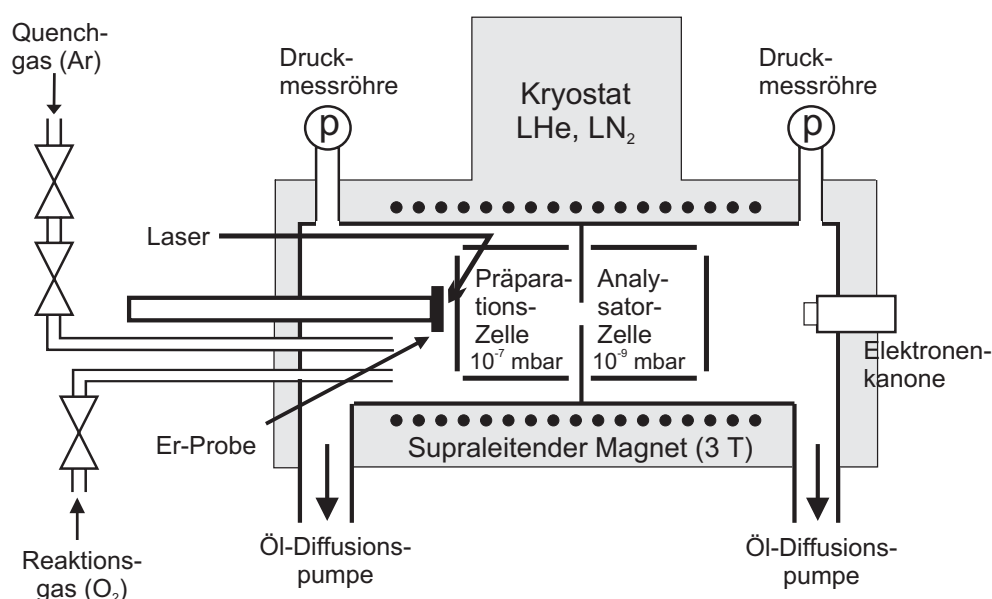 Quench-
gas (Ar)
Druck-
messröhre
p
Kryostat
LHe, LN₂
Druck-
messröhre
p
Laser
Präpara-
tions-
Zelle
10⁻⁷ mbar
Analy-
sator-
Zelle
10⁻⁹ mbar
Elektronen-
kanone
Er-Probe
Supraleitender Magnet (3 T)
Reaktions-
gas (O₂)
Öl-Diffusions-
pumpe
Öl-Diffusions-
pumpe